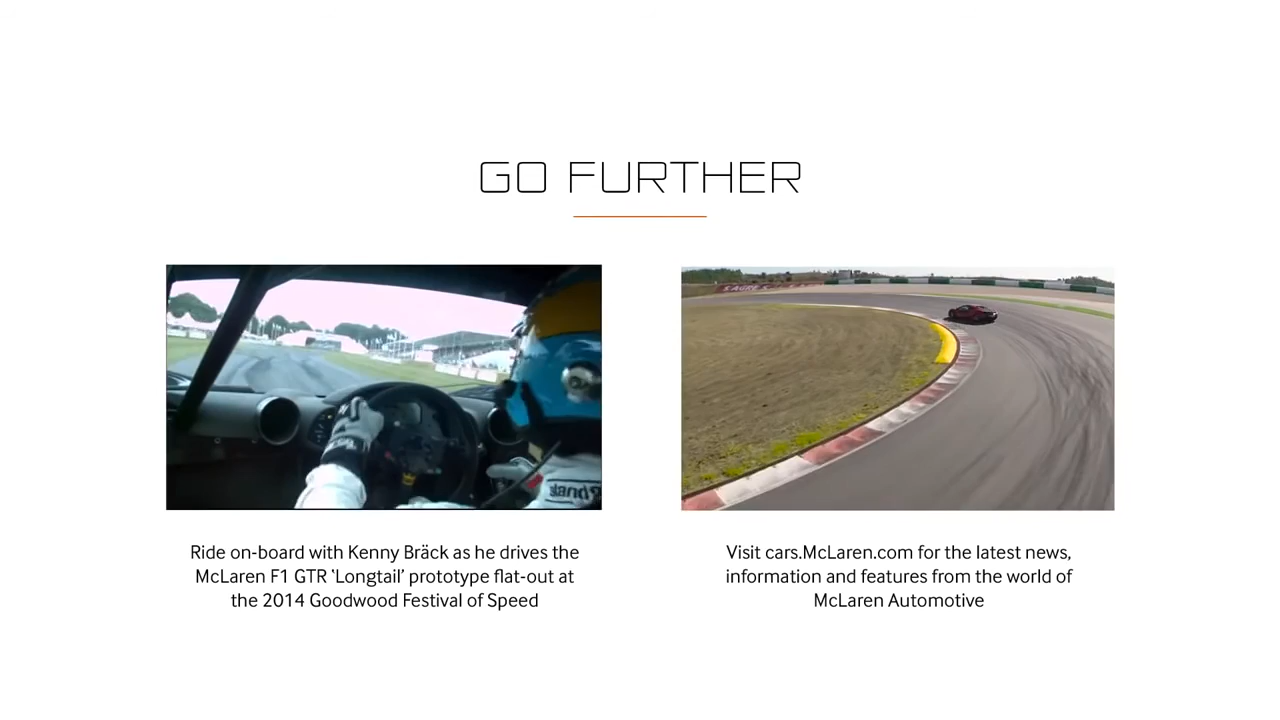 GO FURTHER
Ride on-board with Kenny Bräck as he drives the
McLaren F1 GTR 'Longtail' prototype flat-out at
the 2014 Goodwood Festival of Speed
Visit cars.McLaren.com for the latest news,
information and features from the world of
McLaren Automotive